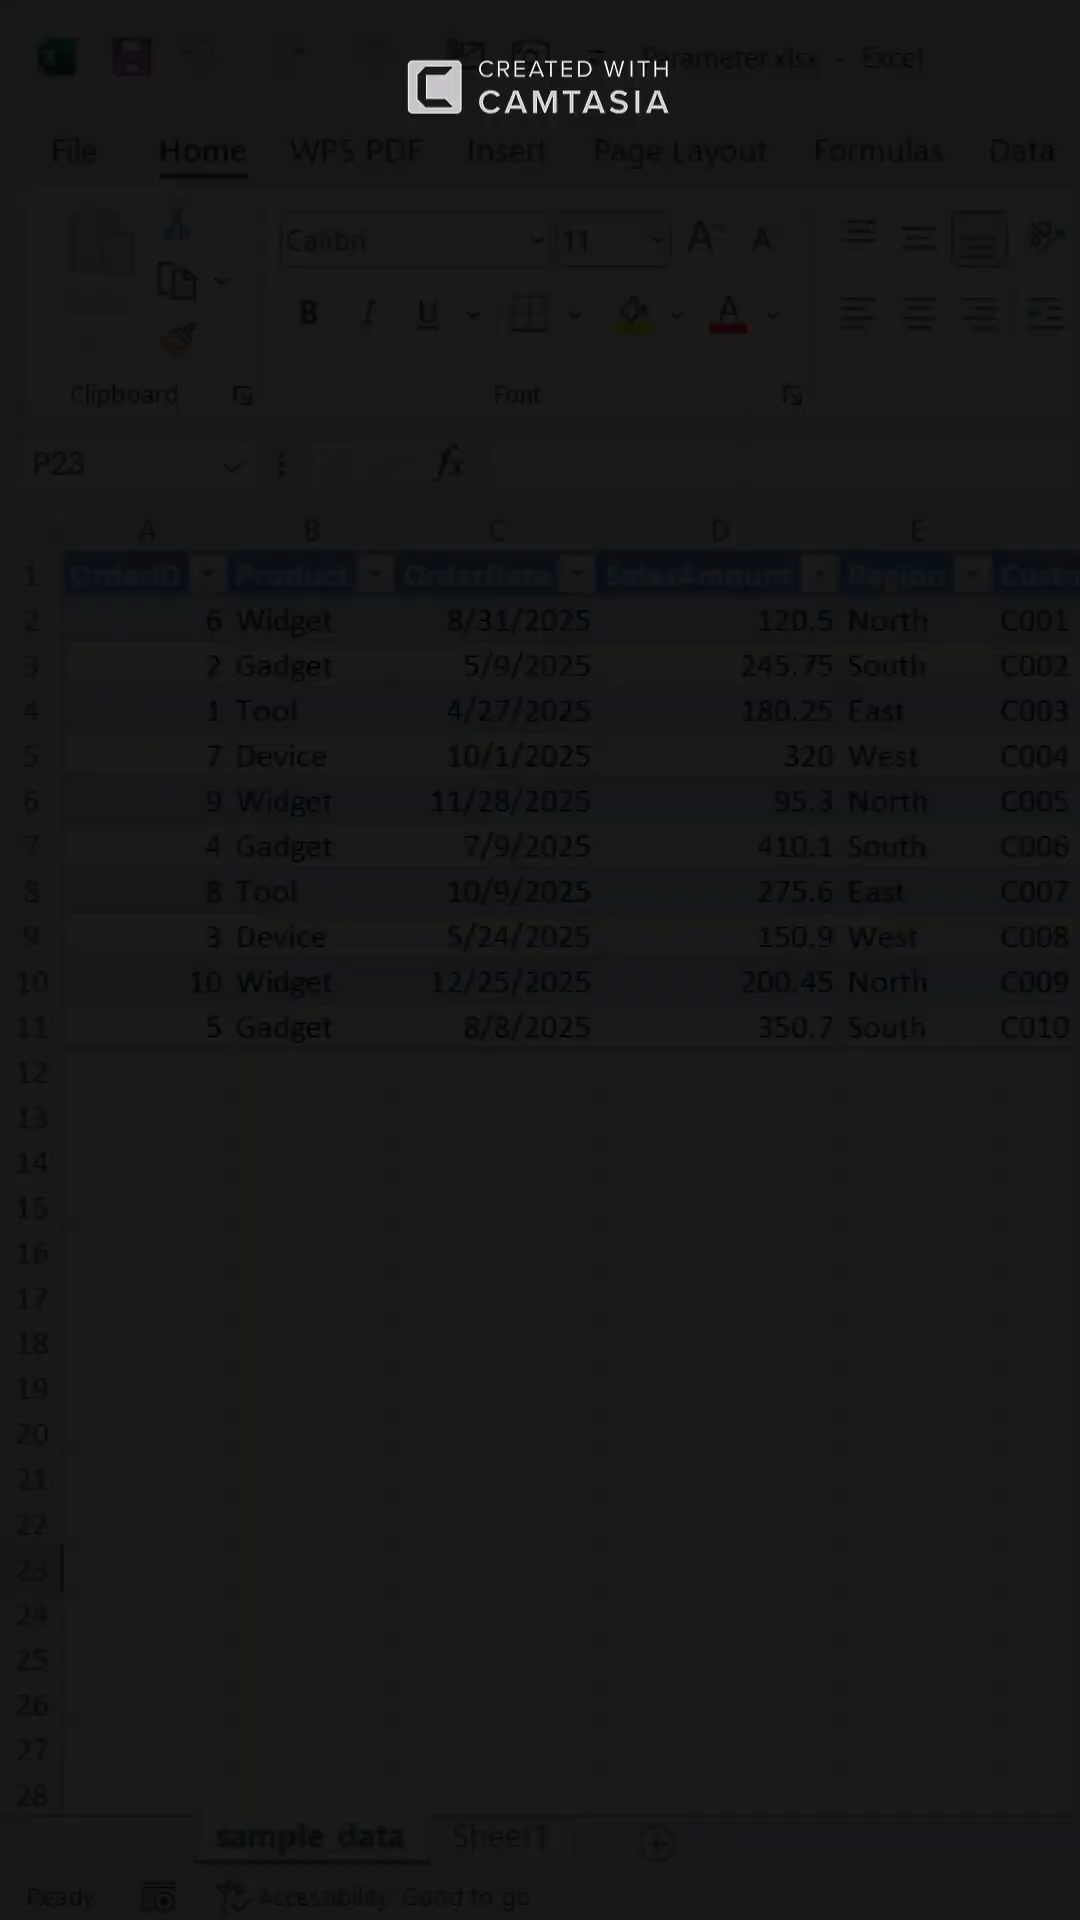 CREATED WITH
CAMTASIA
Parameter.xlsx - Excel
File Home WPS PDF Insert Page Layout Formulas Data
Calibri 11 A A
B I U A
Clipboard Font
P23 fx
A B C D E
1 OrderID Product OrderDate SalesAmount Region
2 6 Widget 8/31/2025 120.5 North C001
3 2 Gadget 5/9/2025 245.75 South C002
4 1 Tool 4/27/2025 180.25 East C003
5 7 Device 10/1/2025 320 West C004
6 9 Widget 11/28/2025 95.3 North C005
7 4 Gadget 7/9/2025 410.1 South C006
8 8 Tool 10/9/2025 275.6 East C007
9 3 Device 5/24/2025 150.9 West C008
10 10 Widget 12/25/2025 200.45 North C009
11 5 Gadget 8/8/2025 350.7 South C010
12
13
14
15
16
17
18
19
20
21
22
23
24
25
26
27
28
sample_data Sheet1
Ready Accessibility: Good to go